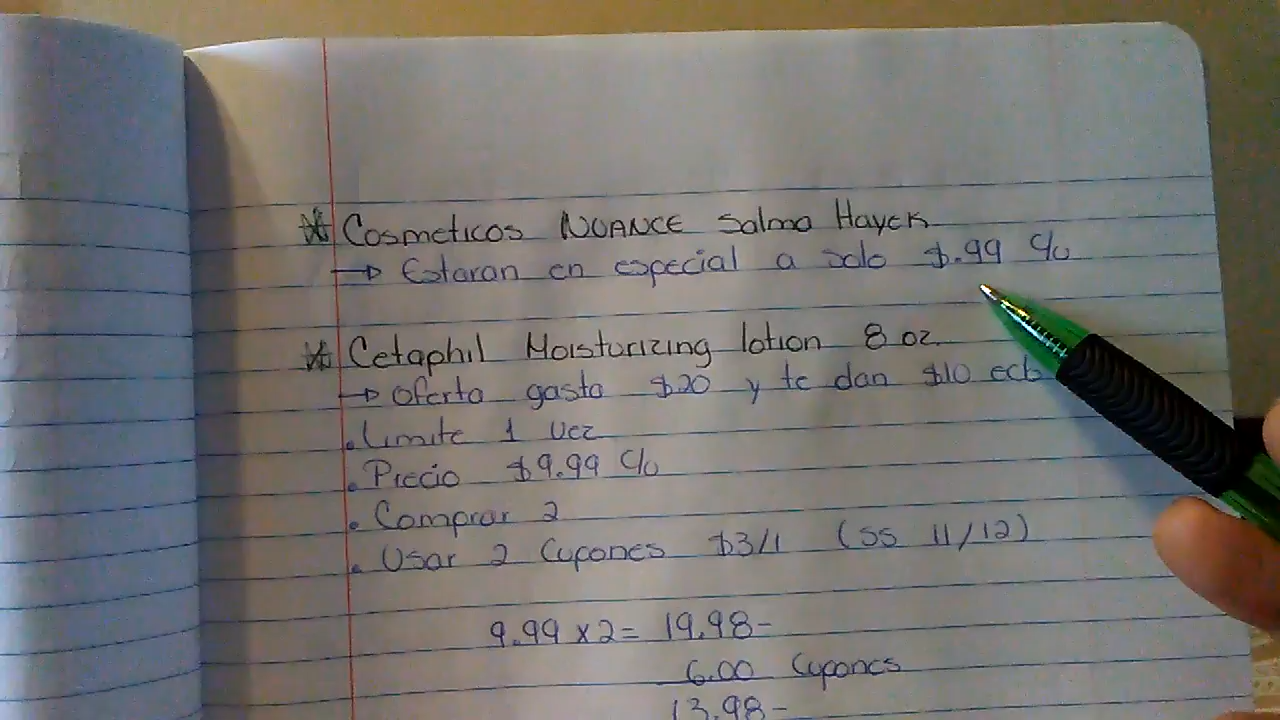 * Cosmeticos NUANCE Salma Hayek
→ Estaran en especial a solo $.99 c/u
* Cetaphil Moisturizing lotion 8 oz.
→ Oferta gasta $20 y te dan $10 ecb
. Limite 1 vez
. Precio $9.99 c/u
. Comprar 2
. Usar 2 Cupones $3/1 (SS 11/12)
9.99 x 2 = 19.98-
6.00 Cupones
13.98-